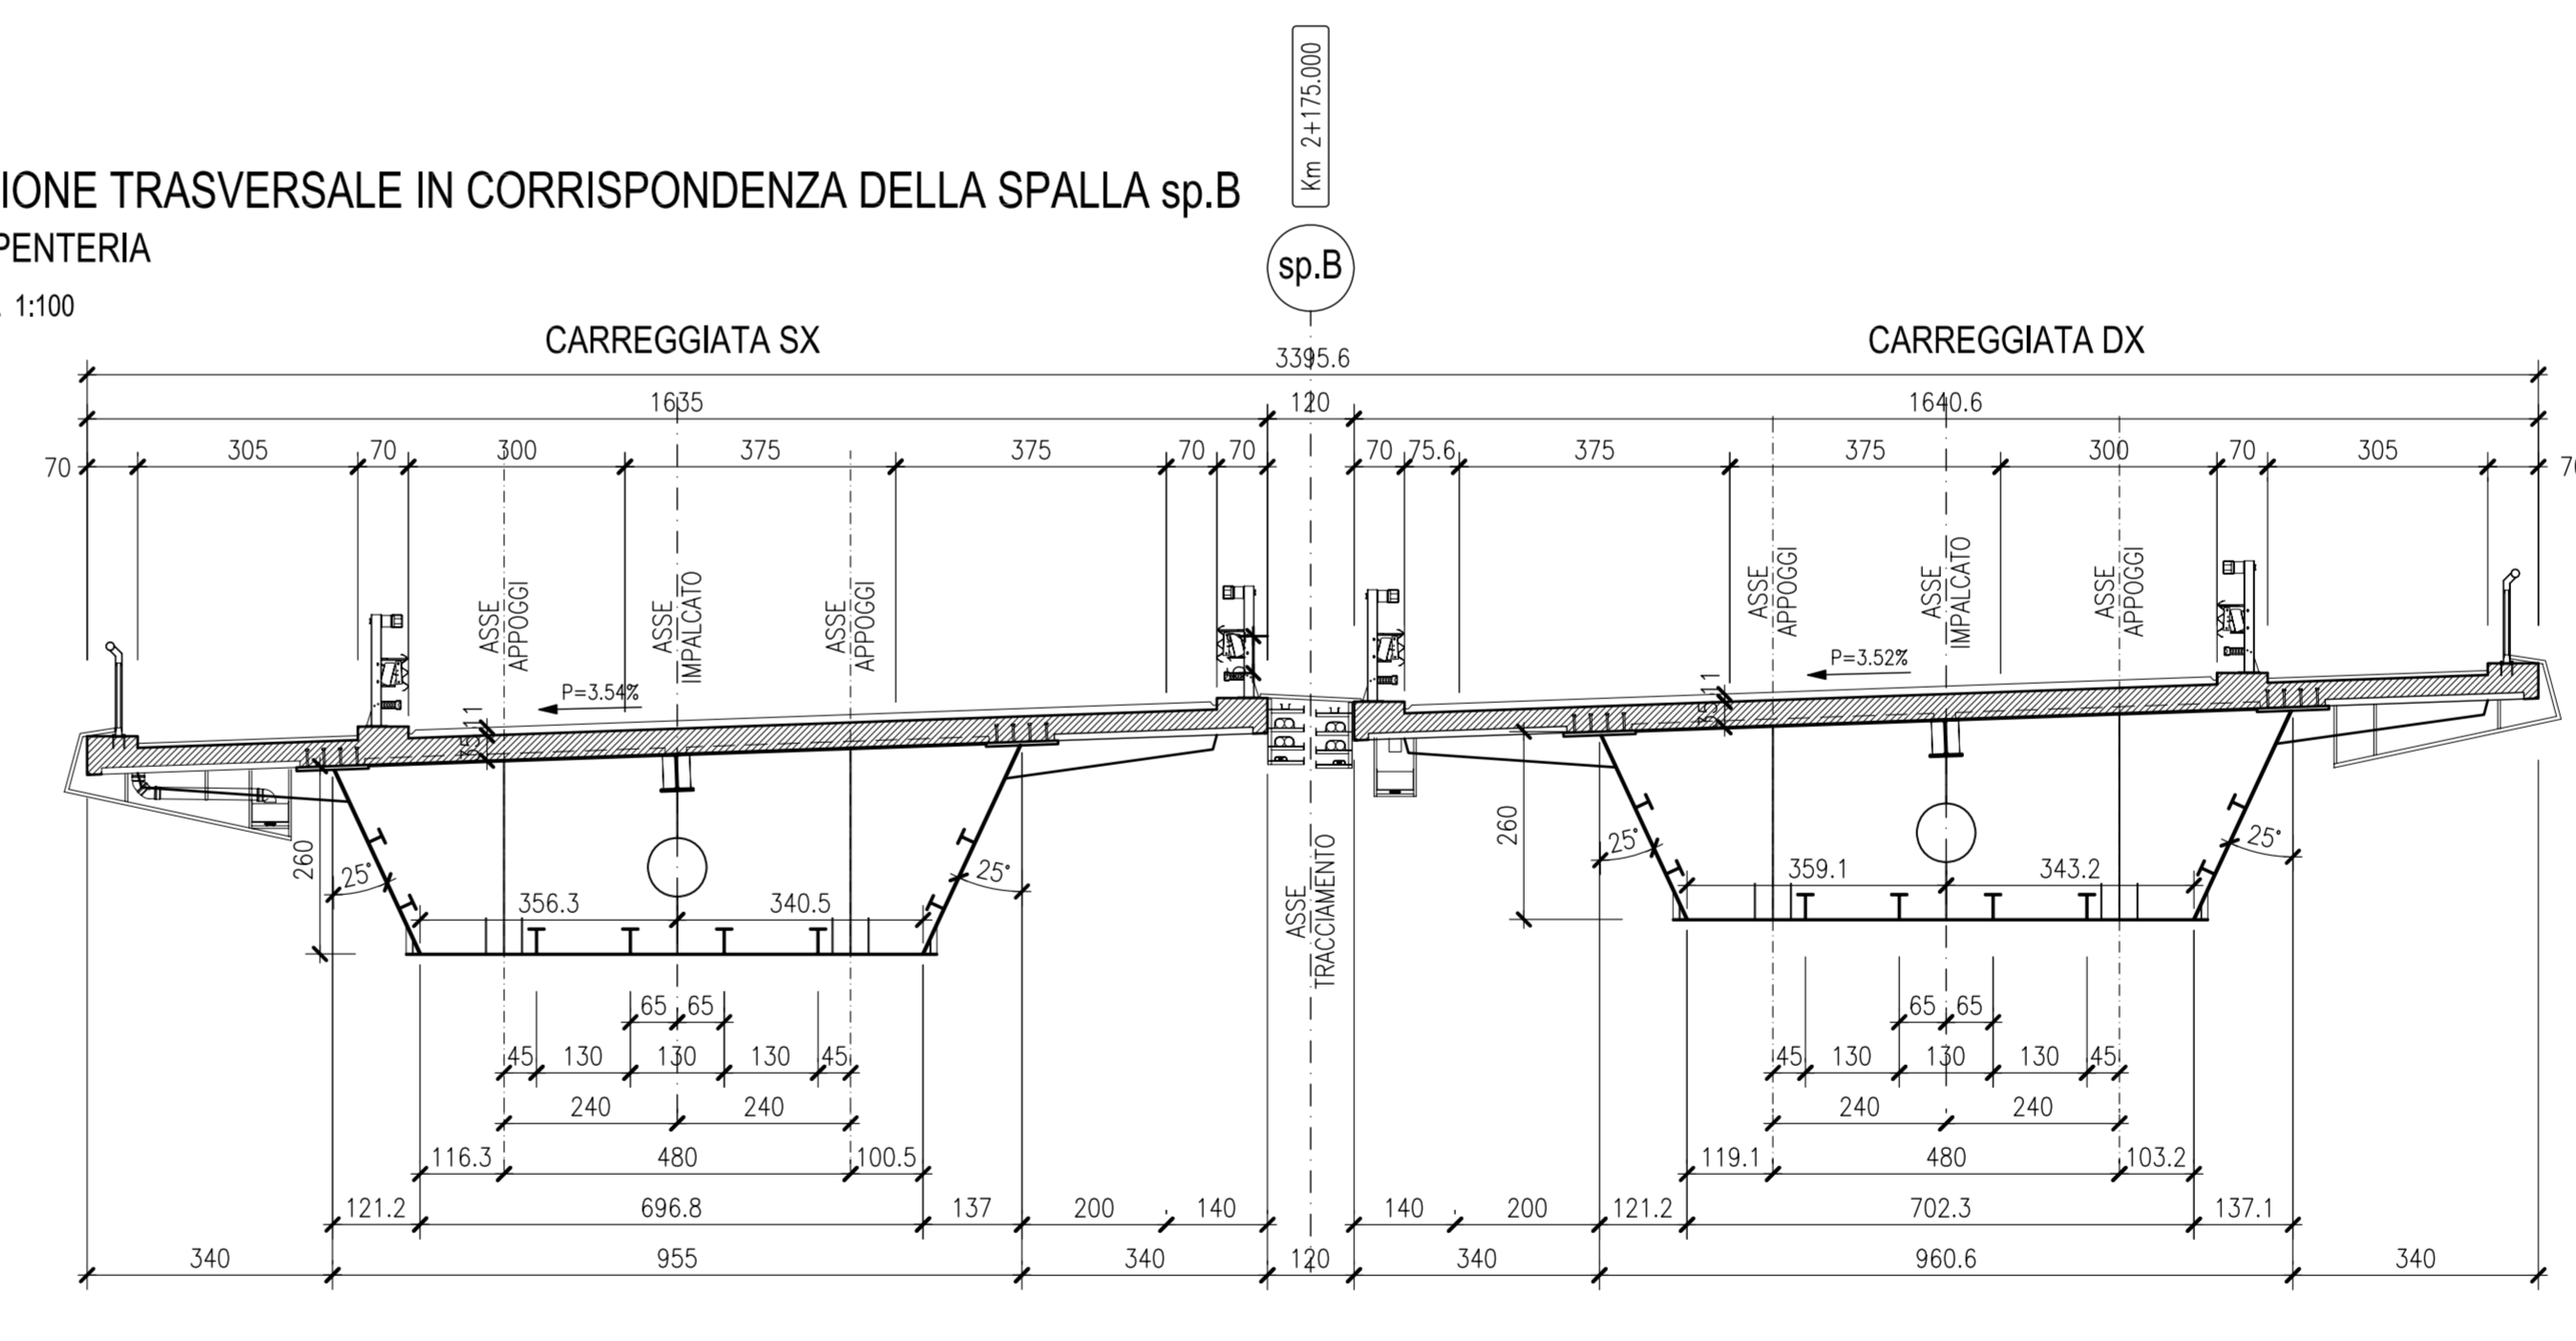 Km 2+175.000
IONE TRASVERSALE IN CORRISPONDENZA DELLA SPALLA sp.B
PENTERIA
1:100
sp.B
CARREGGIATA SX
CARREGGIATA DX
3395.6
1635 120 1640.6
70 305 70 300 375 375 70 70 70 75.6 375 375 300 70 305
ASSE
APPOGGI
ASSE
IMPALCATO
ASSE
APPOGGI
ASSE
APPOGGI
ASSE
IMPALCATO
ASSE
APPOGGI
P=3.54%
P=3.52%
11
35
11
35
260
25°
25°
260
25°
25°
356.3 340.5
359.1 343.2
ASSE
TRACCIAMENTO
65 65 65 65
45 130 130 130 45 45 130 130 130 45
240 240 240 240
116.3 480 100.5 119.1 480 103.2
121.2 696.8 137 200 140 140 200 121.2 702.3 137.1
340 955 340 120 340 960.6 340